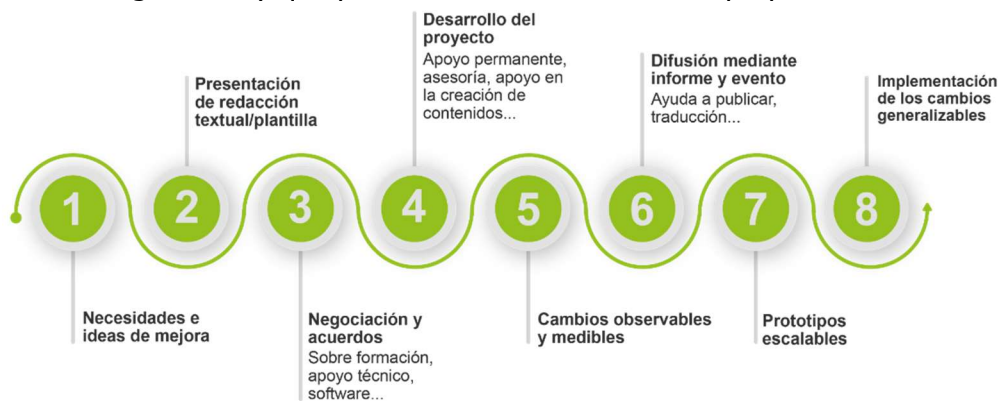 1
Necesidades e
ideas de mejora
2
Presentación
de redacción
textual/plantilla
3
Negociación y
acuerdos
Sobre formación,
apoyo técnico,
software...
4
Desarrollo del
proyecto
Apoyo permanente,
asesoría, apoyo en
la creación de
contenidos...
5
Cambios observables
y medibles
6
Difusión mediante
informe y evento
Ayuda a publicar,
traducción...
7
Prototipos
escalables
8
Implementación
de los cambios
generalizables